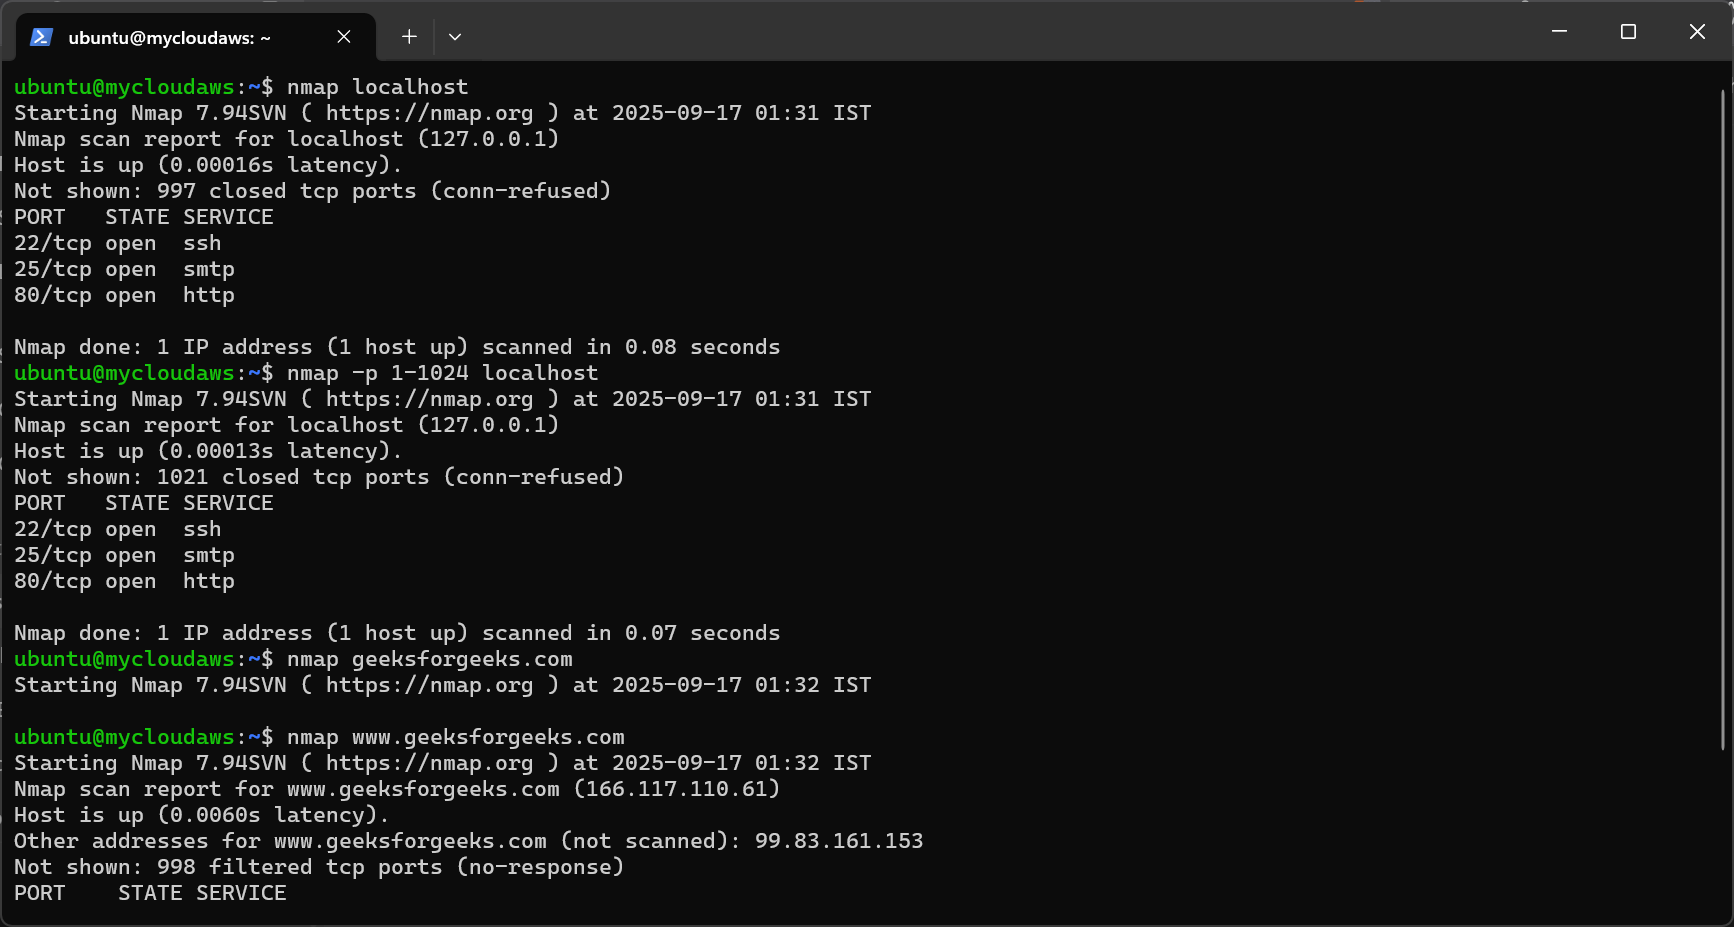 ubuntu@mycloudaws: ~
ubuntu@mycloudaws:~$ nmap localhost
Starting Nmap 7.94SVN ( https://nmap.org ) at 2025-09-17 01:31 IST
Nmap scan report for localhost (127.0.0.1)
Host is up (0.00016s latency).
Not shown: 997 closed tcp ports (conn-refused)
PORT   STATE SERVICE
22/tcp open  ssh
25/tcp open  smtp
80/tcp open  http
Nmap done: 1 IP address (1 host up) scanned in 0.08 seconds
ubuntu@mycloudaws:~$ nmap -p 1-1024 localhost
Starting Nmap 7.94SVN ( https://nmap.org ) at 2025-09-17 01:31 IST
Nmap scan report for localhost (127.0.0.1)
Host is up (0.00013s latency).
Not shown: 1021 closed tcp ports (conn-refused)
PORT   STATE SERVICE
22/tcp open  ssh
25/tcp open  smtp
80/tcp open  http
Nmap done: 1 IP address (1 host up) scanned in 0.07 seconds
ubuntu@mycloudaws:~$ nmap geeksforgeeks.com
Starting Nmap 7.94SVN ( https://nmap.org ) at 2025-09-17 01:32 IST
ubuntu@mycloudaws:~$ nmap www.geeksforgeeks.com
Starting Nmap 7.94SVN ( https://nmap.org ) at 2025-09-17 01:32 IST
Nmap scan report for www.geeksforgeeks.com (166.117.110.61)
Host is up (0.0060s latency).
Other addresses for www.geeksforgeeks.com (not scanned): 99.83.161.153
Not shown: 998 filtered tcp ports (no-response)
PORT    STATE SERVICE